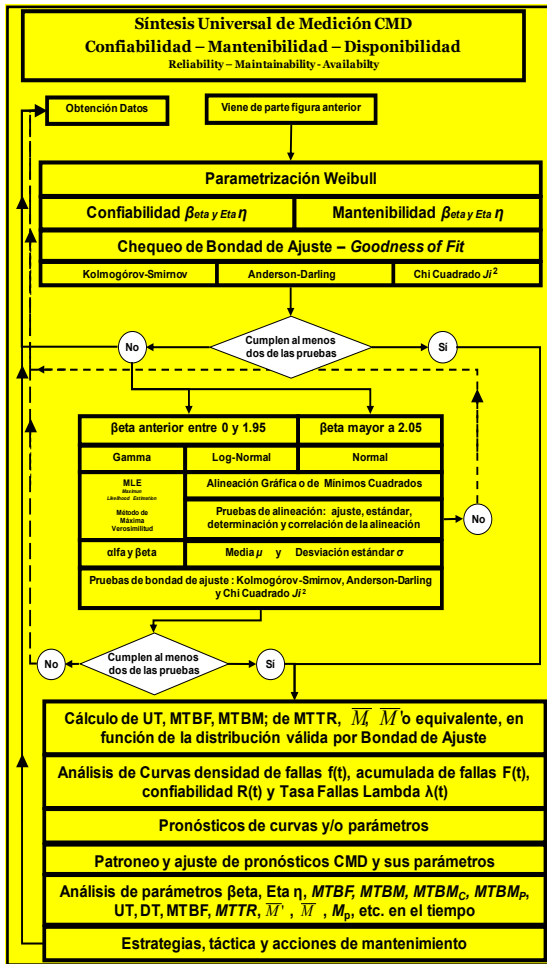 Síntesis Universal de Medición CMD
Confiabilidad – Mantenibilidad – Disponibilidad
Reliability – Maintainability - Availabilty
Obtención Datos
Viene de parte figura anterior
Parametrización Weibull
Confiabilidad βeta y Eta η
Mantenibilidad βeta y Eta η
Chequeo de Bondad de Ajuste – Goodness of Fit
Kolmogórov-Smirnov
Anderson-Darling
Chi Cuadrado Ji²
No
Cumplen al menos
dos de las pruebas
Sí
βeta anterior entre 0 y 1.95
βeta mayor a 2.05
Gamma
Log-Normal
Normal
MLE
Maximun
Likelihood Estimation
Método de
Máxima
Verosimilitud
Alineación Gráfica o de Mínimos Cuadrados
Pruebas de alineación: ajuste, estándar,
determinación y correlación de la alineación
No
αlfa y βeta
Media μ y Desviación estándar σ
Pruebas de bondad de ajuste : Kolmogórov-Smirnov, Anderson-Darling
y Chi Cuadrado Ji²
No
Cumplen al menos
dos de las pruebas
Sí
Cálculo de UT, MTBF, MTBM; de MTTR, M̅, M̅'o equivalente, en
función de la distribución válida por Bondad de Ajuste
Análisis de Curvas densidad de fallas f(t), acumulada de fallas F(t),
confiabilidad R(t) y Tasa Fallas Lambda λ(t)
Pronósticos de curvas y/o parámetros
Patroneo y ajuste de pronósticos CMD y sus parámetros
Análisis de parámetros βeta, Eta η, MTBF, MTBM, MTBMC, MTBMP,
UT, DT, MTBF, MTTR, M̅' , M̅ , Mp, etc. en el tiempo
Estrategias, táctica y acciones de mantenimiento